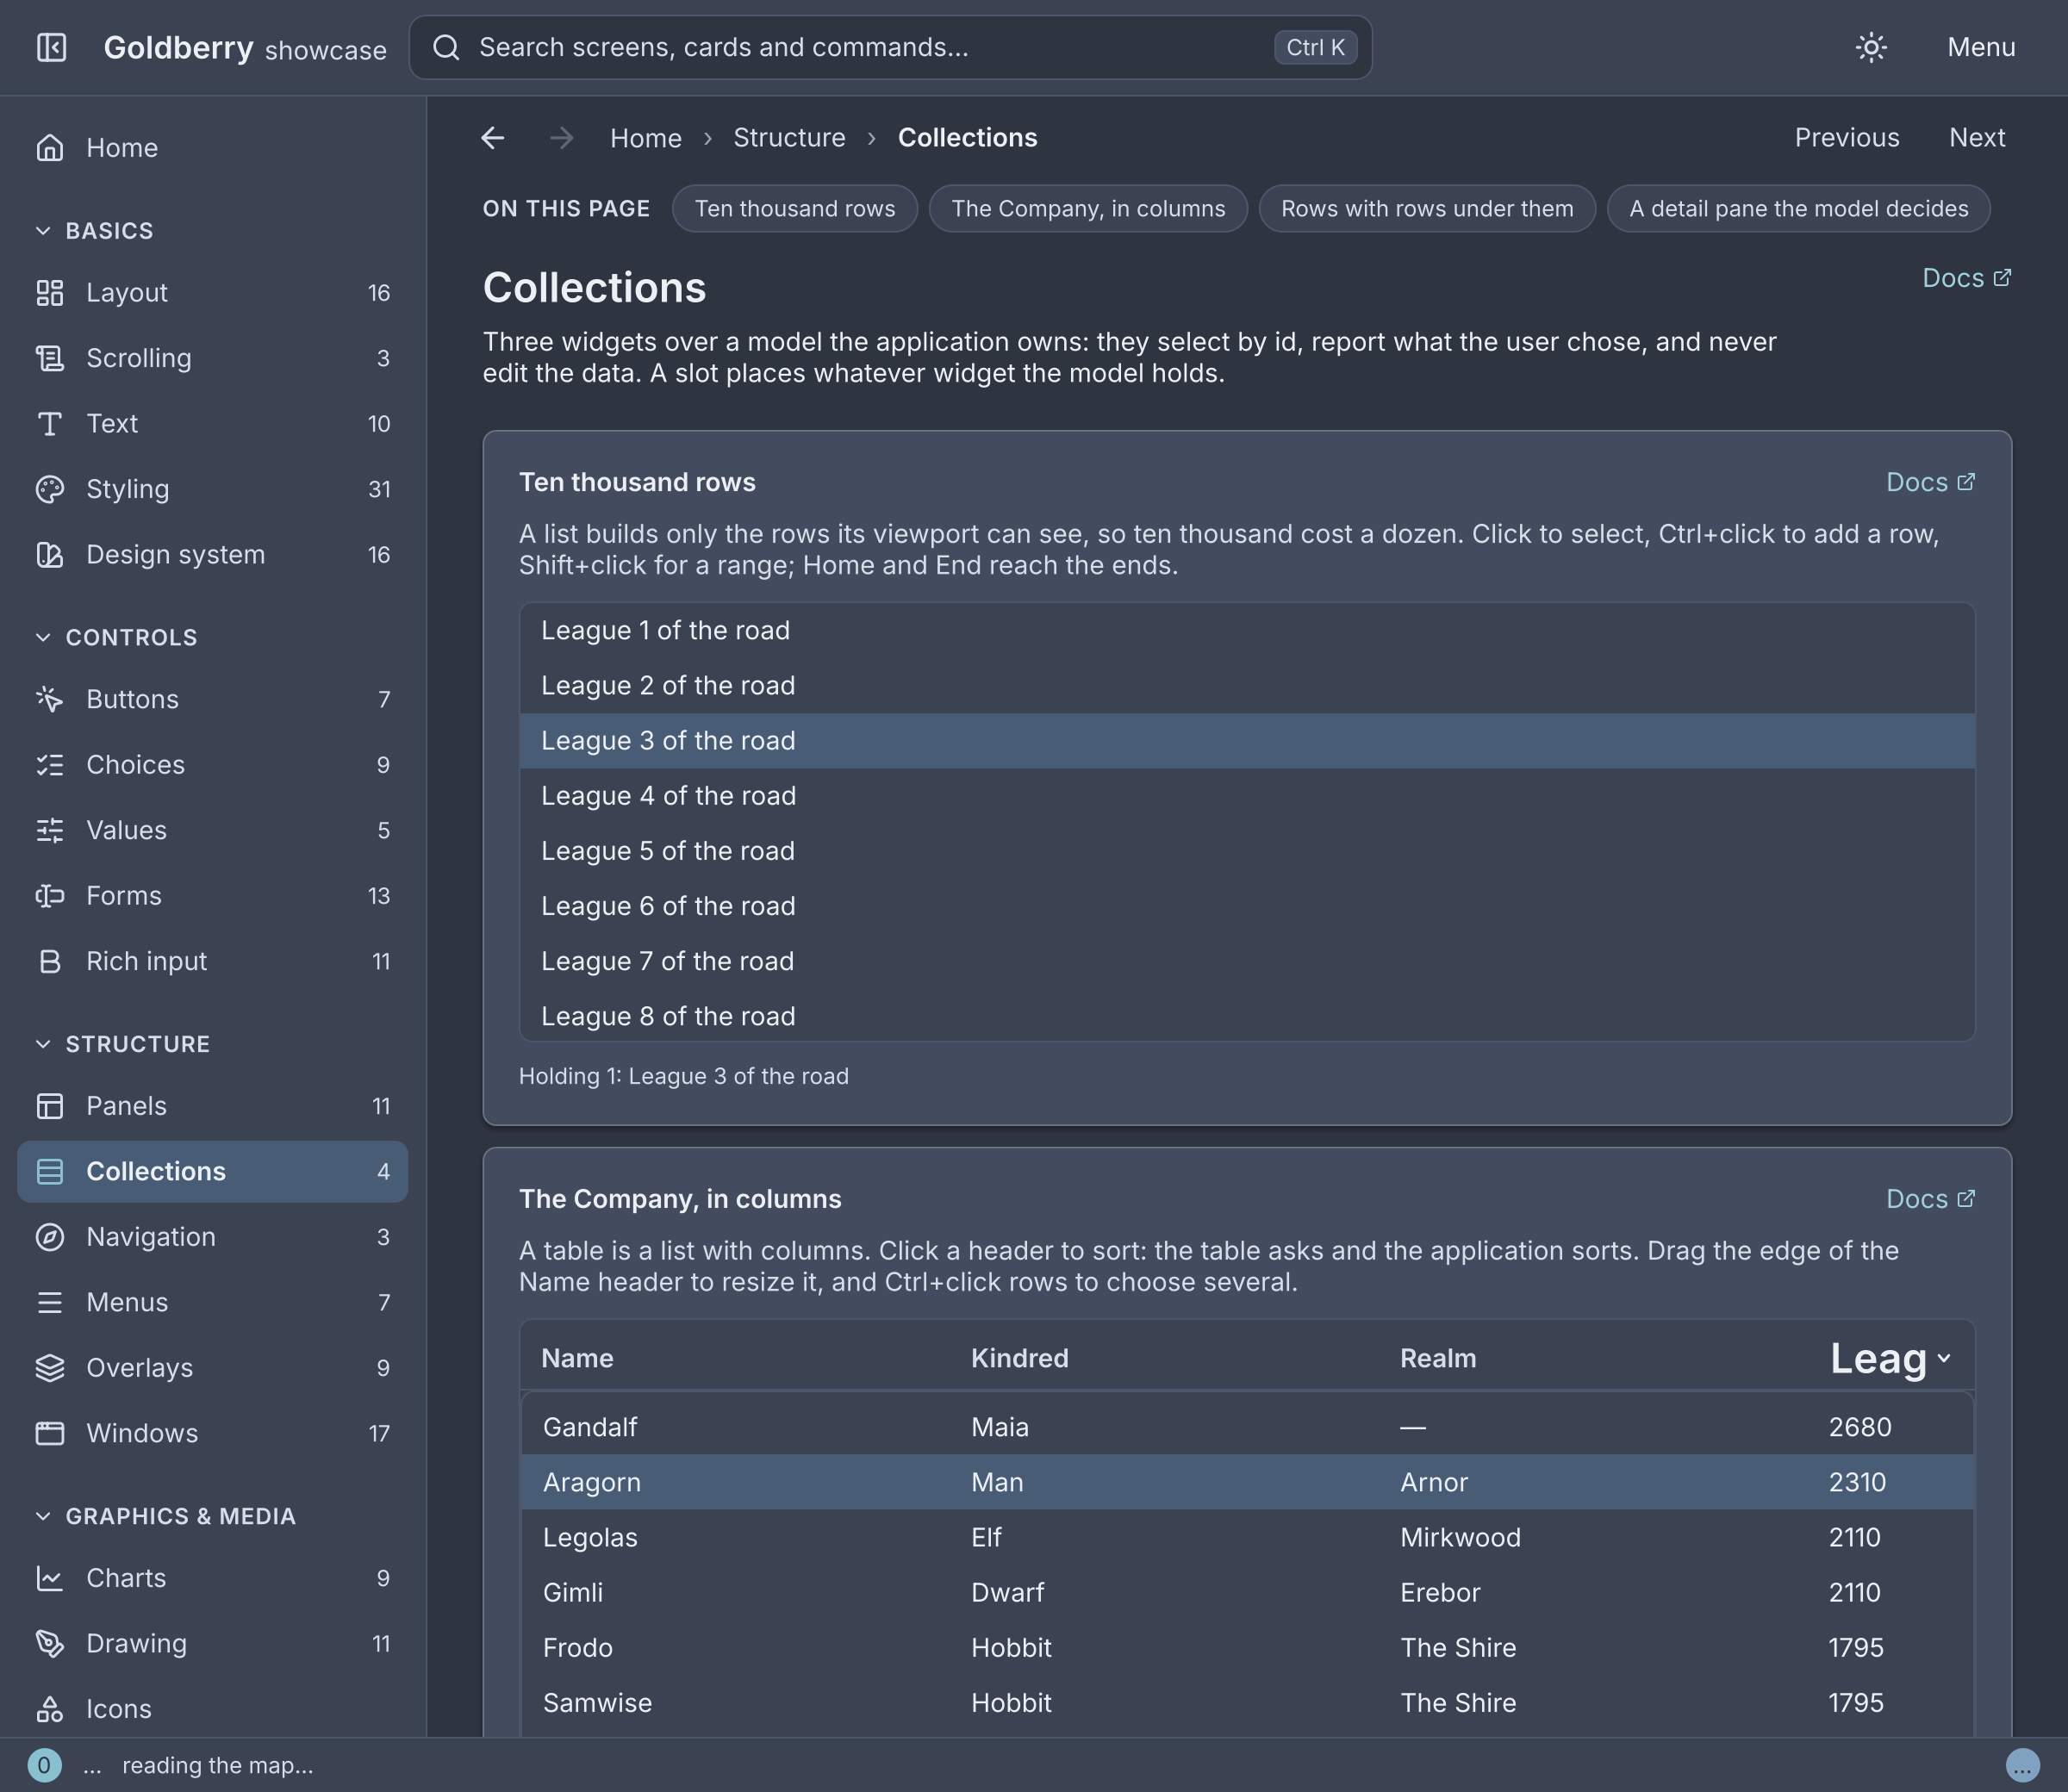 Goldberry showcase
Search screens, cards and commands...
Ctrl K
Menu
Home
BASICS
Layout 16
Scrolling 3
Text 10
Styling 31
Design system 16
CONTROLS
Buttons 7
Choices 9
Values 5
Forms 13
Rich input 11
STRUCTURE
Panels 11
Collections 4
Navigation 3
Menus 7
Overlays 9
Windows 17
GRAPHICS & MEDIA
Charts 9
Drawing 11
Icons
Home › Structure › Collections
Previous Next
ON THIS PAGE
Ten thousand rows
The Company, in columns
Rows with rows under them
A detail pane the model decides
Collections
Docs
Three widgets over a model the application owns: they select by id, report what the user chose, and never
edit the data. A slot places whatever widget the model holds.
Ten thousand rows
Docs
A list builds only the rows its viewport can see, so ten thousand cost a dozen. Click to select, Ctrl+click to add a row,
Shift+click for a range; Home and End reach the ends.
League 1 of the road
League 2 of the road
League 3 of the road
League 4 of the road
League 5 of the road
League 6 of the road
League 7 of the road
League 8 of the road
Holding 1: League 3 of the road
The Company, in columns
Docs
A table is a list with columns. Click a header to sort: the table asks and the application sorts. Drag the edge of the
Name header to resize it, and Ctrl+click rows to choose several.
Name Kindred Realm Leag
Gandalf Maia — 2680
Aragorn Man Arnor 2310
Legolas Elf Mirkwood 2110
Gimli Dwarf Erebor 2110
Frodo Hobbit The Shire 1795
Samwise Hobbit The Shire 1795
0 ... reading the map...
...